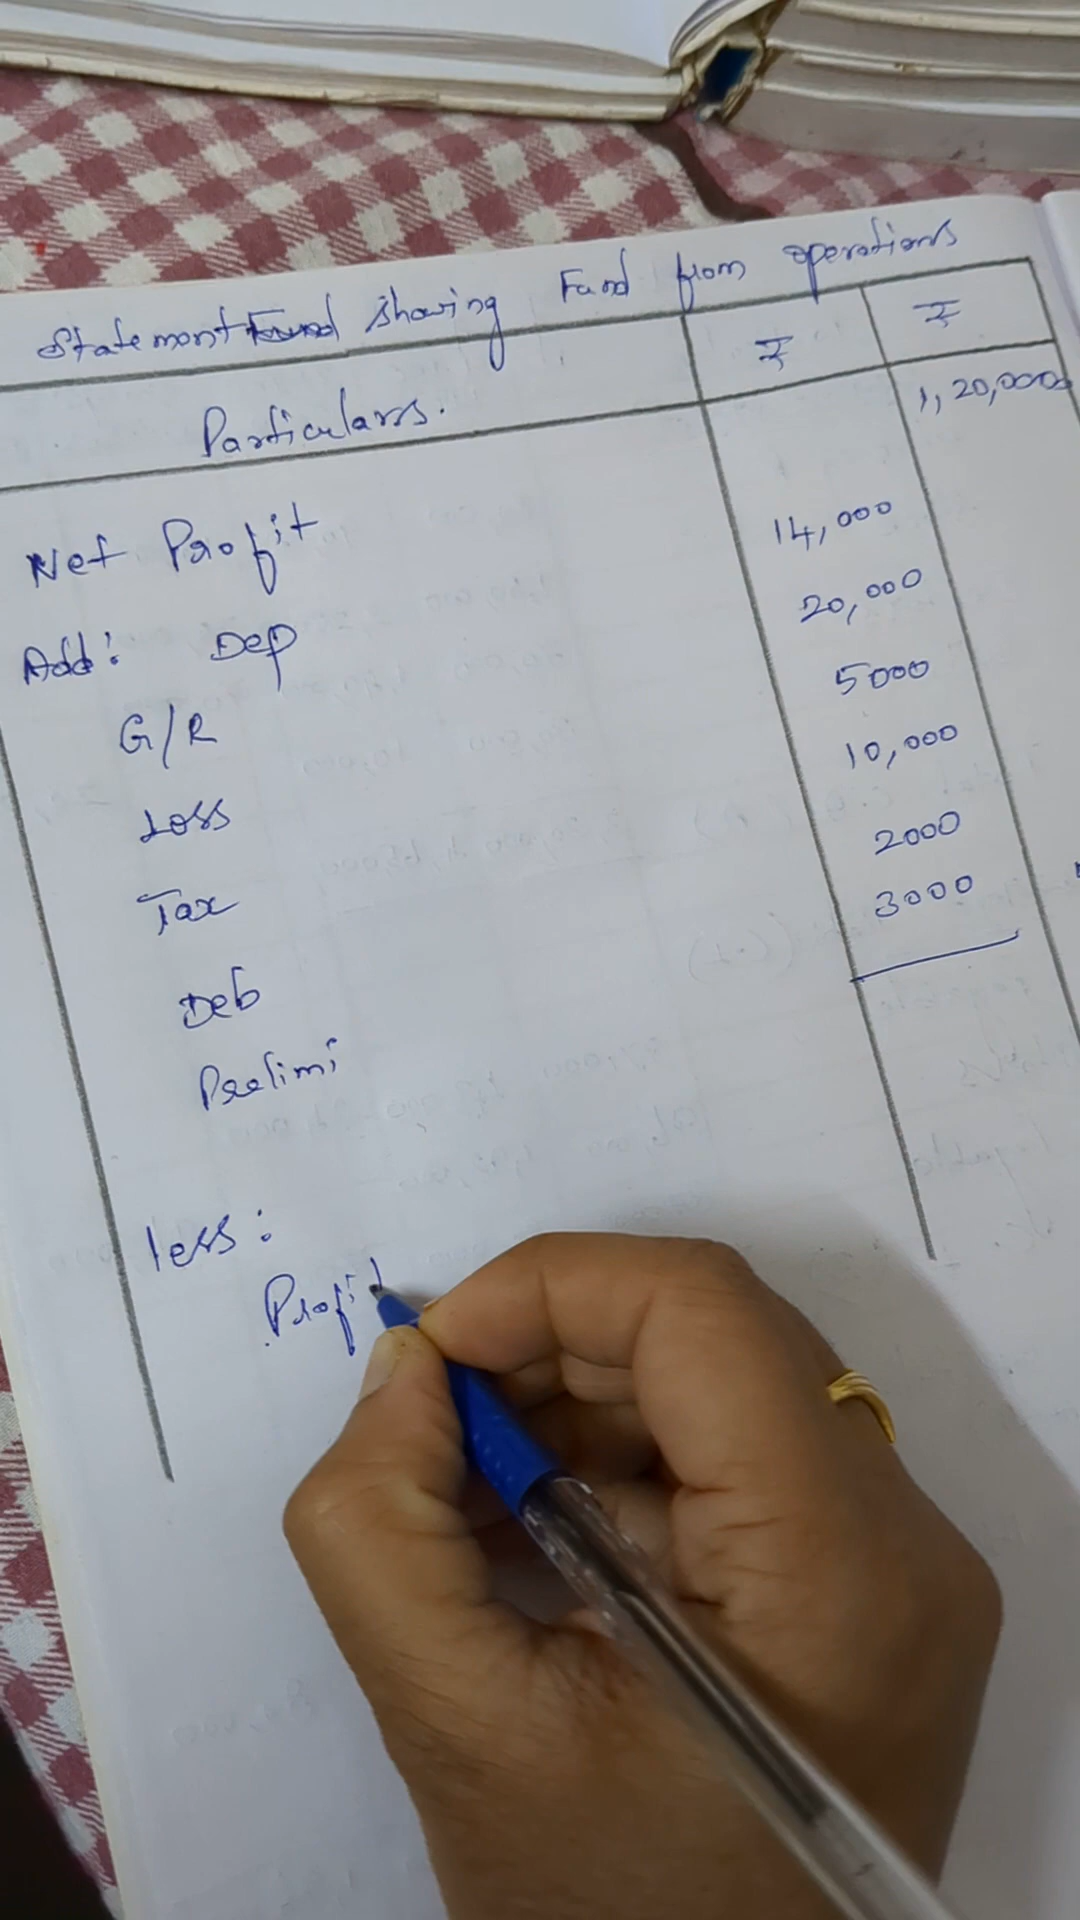 Statement Fund showing Fund from operations
Particulars. ₹ ₹
Net Profit 1,20,000
Add: Dep 14,000
G/R 20,000
Loss 5000
Tax 10,000
Deb 2000
Prelimi 3000
less:
Profit